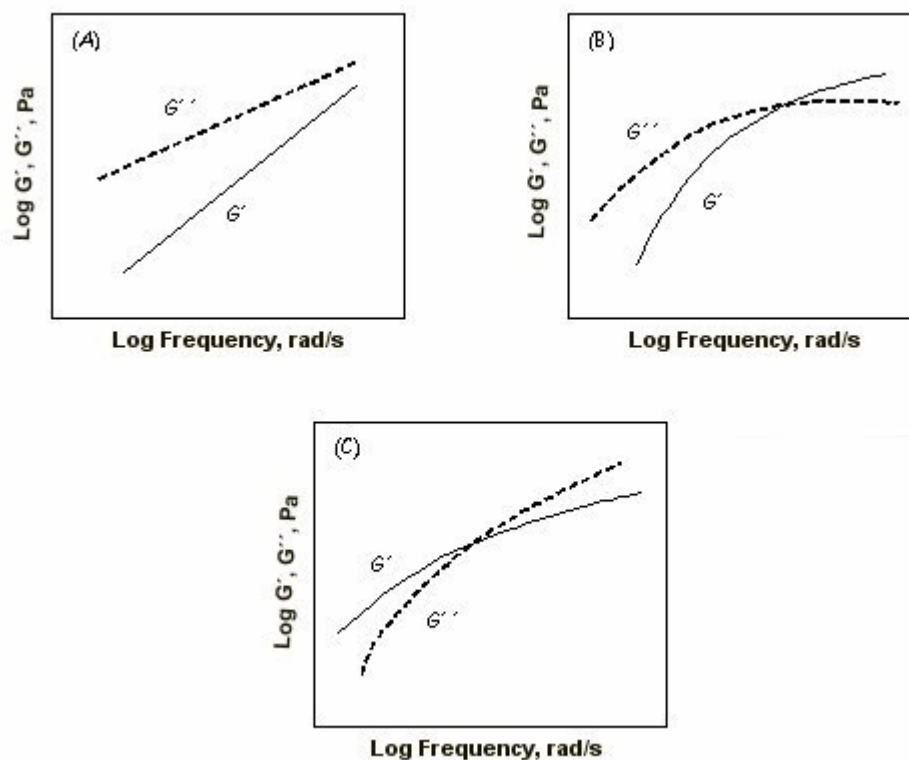 (A)
G´´
G´
Log G´, G´´, Pa
Log Frequency, rad/s
(B)
G´´
G´
Log G´, G´´, Pa
Log Frequency, rad/s
(C)
G´
G´´
Log G´, G´´, Pa
Log Frequency, rad/s